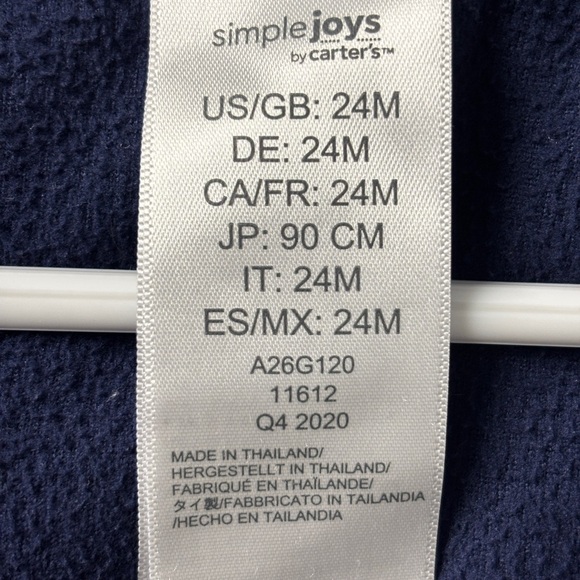 simple joys
by carter's™
US/GB: 24M
DE: 24M
CA/FR: 24M
JP: 90 CM
IT: 24M
ES/MX: 24M
A26G120
11612
Q4 2020
MADE IN THAILAND/
HERGESTELLT IN THAILAND/
FABRIQUÉ EN THAÏLANDE/
タイ製/FABBRICATO IN TAILANDIA
/HECHO EN TAILANDIA